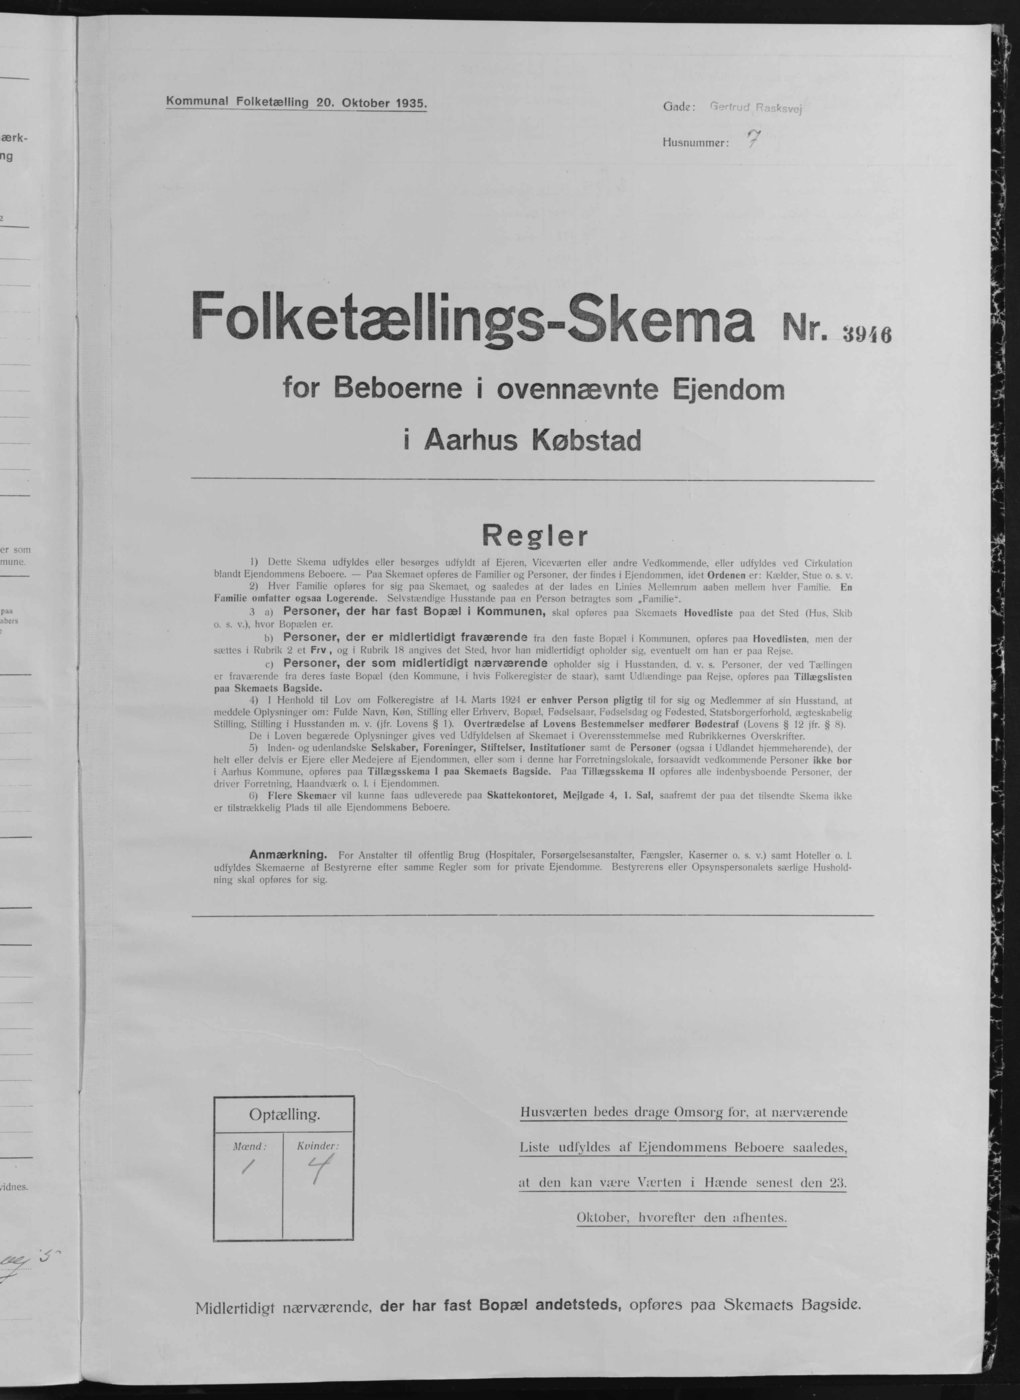 Kommunal Folketælling 20. Oktober 1935.
Gade: Gertrud Rasksvej
Husnummer: 7
Folketællings-Skema Nr. 3946
for Beboerne i ovennævnte Ejendom
i Aarhus Købstad
Regler
1) Dette Skema udfyldes eller besørges udfyldt af Ejeren, Viceværten eller andre Vedkommende, eller udfyldes ved Cirkulation
blandt Ejendommens Beboere. — Paa Skemaet opføres de Familier og Personer, der findes i Ejendommen, idet Ordenen er: Kælder, Stue o. s. v.
2) Hver Familie opføres for sig paa Skemaet, og saaledes at der lades en Linies Mellemrum aaben mellem hver Familie. En
Familie omfatter ogsaa Logerende. Selvstændige Husstande paa en Person betragtes som „Familie“.
3 a) Personer, der har fast Bopæl i Kommunen, skal opføres paa Skemaets Hovedliste paa det Sted (Hus, Skib
o. s. v.), hvor Bopælen er.
b) Personer, der er midlertidigt fraværende fra den faste Bopæl i Kommunen, opføres paa Hovedlisten, men der
sættes i Rubrik 2 et Frv, og i Rubrik 18 angives det Sted, hvor han midlertidigt opholder sig, eventuelt om han er paa Rejse.
c) Personer, der som midlertidigt nærværende opholder sig i Husstanden, d. v. s. Personer, der ved Tællingen
er fraværende fra deres faste Bopæl (den Kommune, i hvis Folkeregister de staar), samt Udlændinge paa Rejse, opføres paa Tillægslisten
paa Skemaets Bagside.
4) I Henhold til Lov om Folkeregistre af 14. Marts 1924 er enhver Person pligtig til for sig og Medlemmer af sin Husstand, at
meddele Oplysninger om: Fulde Navn, Køn, Stilling eller Erhverv, Bopæl, Fødselsaar, Fødselsdag og Fødested, Statsborgerforhold, ægteskabelig
Stilling, Stilling i Husstanden m. v. (jfr. Lovens § 1). Overtrædelse af Lovens Bestemmelser medfører Bødestraf (Lovens § 12 jfr. § 8).
De i Loven begærede Oplysninger gives ved Udfyldelsen af Skemaet i Overensstemmelse med Rubrikkernes Overskrifter.
5) Inden- og udenlandske Selskaber, Foreninger, Stiftelser, Institutioner samt de Personer (ogsaa i Udlandet hjemmehørende), der
helt eller delvis er Ejere eller Medejere af Ejendommen, eller som i denne har Forretningslokale, forsaavidt vedkommende Personer ikke bor
i Aarhus Kommune, opføres paa Tillægsskema I paa Skemaets Bagside. Paa Tillægsskema II opføres alle indenbysboende Personer, der
driver Forretning, Haandværk o. l. i Ejendommen.
6) Flere Skemaer vil kunne faas udleverede paa Skattekontoret, Mejlgade 4, 1. Sal, saafremt der paa det tilsendte Skema ikke
er tilstrækkelig Plads til alle Ejendommens Beboere.
Anmærkning. For Anstalter til offentlig Brug (Hospitaler, Forsørgelsesanstalter, Fængsler, Kaserner o. s. v.) samt Hoteller o. l.
udfyldes Skemaerne af Bestyrerne efter samme Regler som for private Ejendomme. Bestyrerens eller Opsynspersonalets særlige Hushold-
ning skal opføres for sig.
Optælling.
Mænd: Kvinder:
1 4
Husværten bedes drage Omsorg for, at nærværende
Liste udfyldes af Ejendommens Beboere saaledes,
at den kan være Værten i Hænde senest den 23.
Oktober, hvorefter den afhentes.
Midlertidigt nærværende, der har fast Bopæl andetsteds, opføres paa Skemaets Bagside.